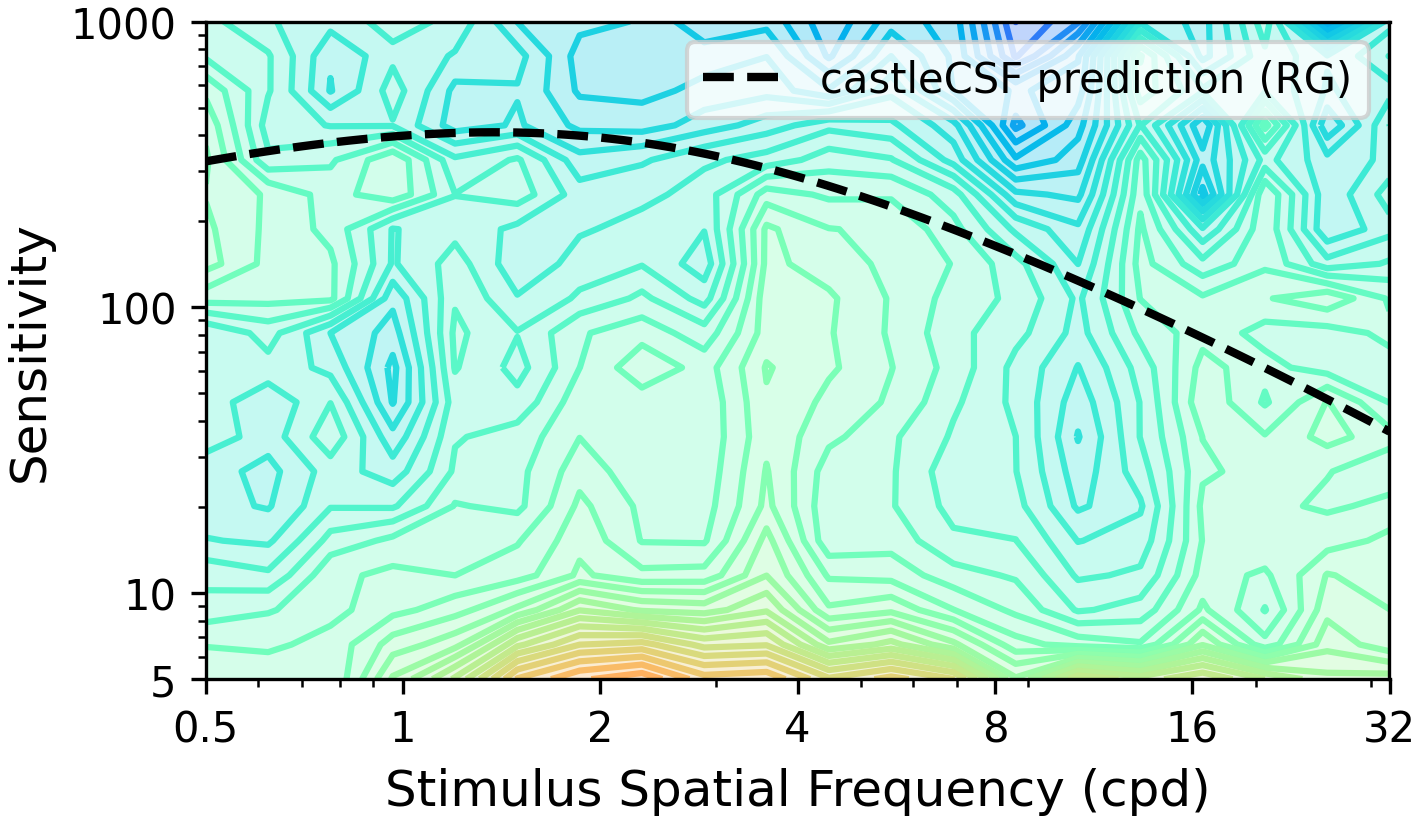 1000
castleCSF prediction (RG)
Sensitivity
100
10
5
0.5 1 2 4 8 16 32
Stimulus Spatial Frequency (cpd)